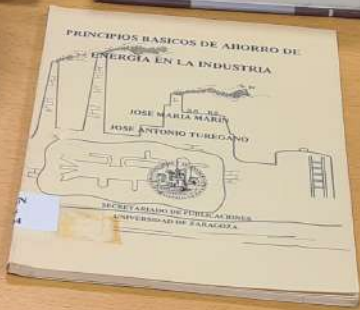 PRINCIPIOS BASICOS DE AHORRO DE
ENERGIA EN LA INDUSTRIA
JOSE MARIA MARIN
JOSE ANTONIO TUREGANO
SECRETARIADO DE PUBLICACIONES
UNIVERSIDAD DE ZARAGOZA